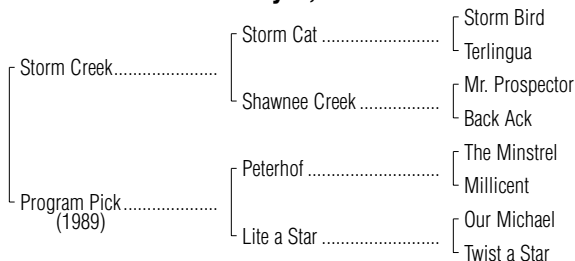 Storm Bird
Storm Cat ........................
Terlingua
Storm Creek.....................
Mr. Prospector
Shawnee Creek ................
Back Ack
The Minstrel
Peterhof ..........................
Millicent
Program Pick...................
(1989)
Our Michael
Lite a Star .......................
Twist a Star